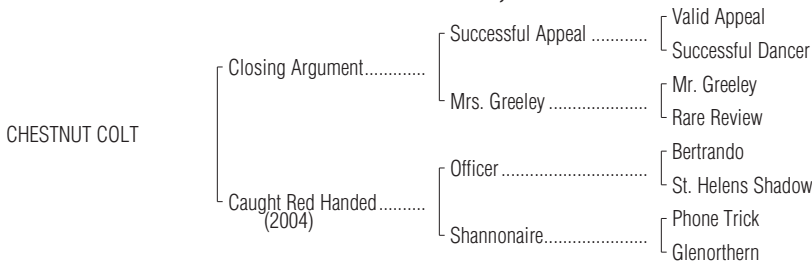 Valid Appeal
Successful Appeal ............
Successful Dancer
Closing Argument.............
Mr. Greeley
Mrs. Greeley .....................
Rare Review
CHESTNUT COLT
Bertrando
Officer ...............................
St. Helens Shadow
Caught Red Handed..........
(2004)
Phone Trick
Shannonaire......................
Glenorthern